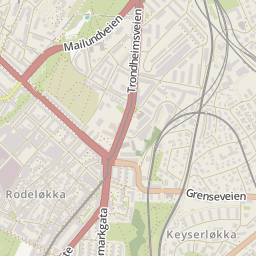 Mailundveien
Trondheimsveien
Grenseveien
Rodeløkka
Keyserløkka
markgata
te